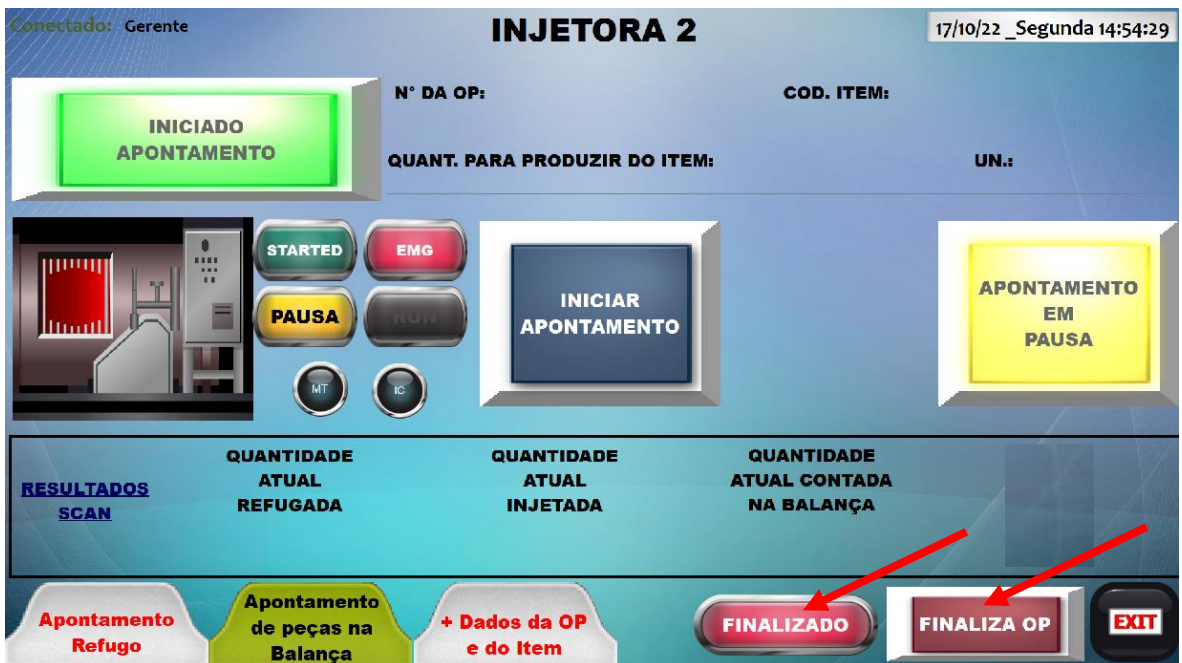 Conectado: Gerente
INJETORA 2
17/10/22 _Segunda 14:54:29
INICIADO
APONTAMENTO
N° DA OP:
COD. ITEM:
QUANT. PARA PRODUZIR DO ITEM:
UN.:
STARTED
EMG
PAUSA
RUN
MT
IC
INICIAR
APONTAMENTO
APONTAMENTO
EM
PAUSA
RESULTADOS
SCAN
QUANTIDADE
ATUAL
REFUGADA
QUANTIDADE
ATUAL
INJETADA
QUANTIDADE
ATUAL CONTADA
NA BALANÇA
Apontamento
Refugo
Apontamento
de peças na
Balança
+ Dados da OP
e do Item
FINALIZADO
FINALIZA OP
EXIT